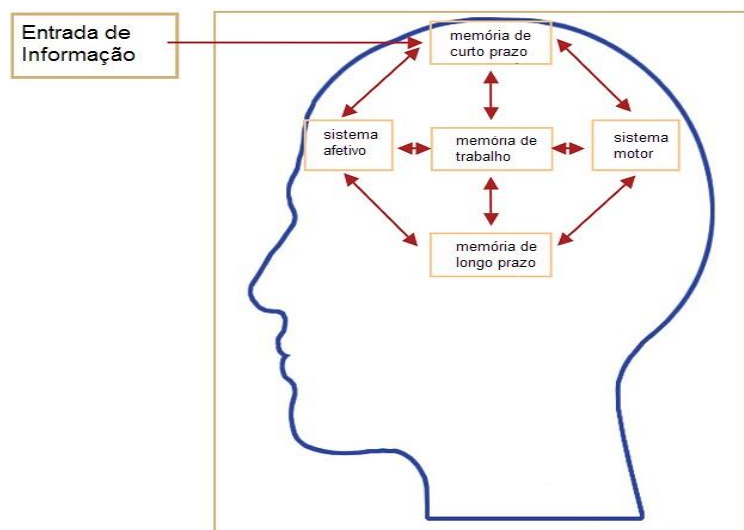 Entrada de
Informação
memória de
curto prazo
sistema
afetivo
memória de
trabalho
sistema
motor
memória de
longo prazo